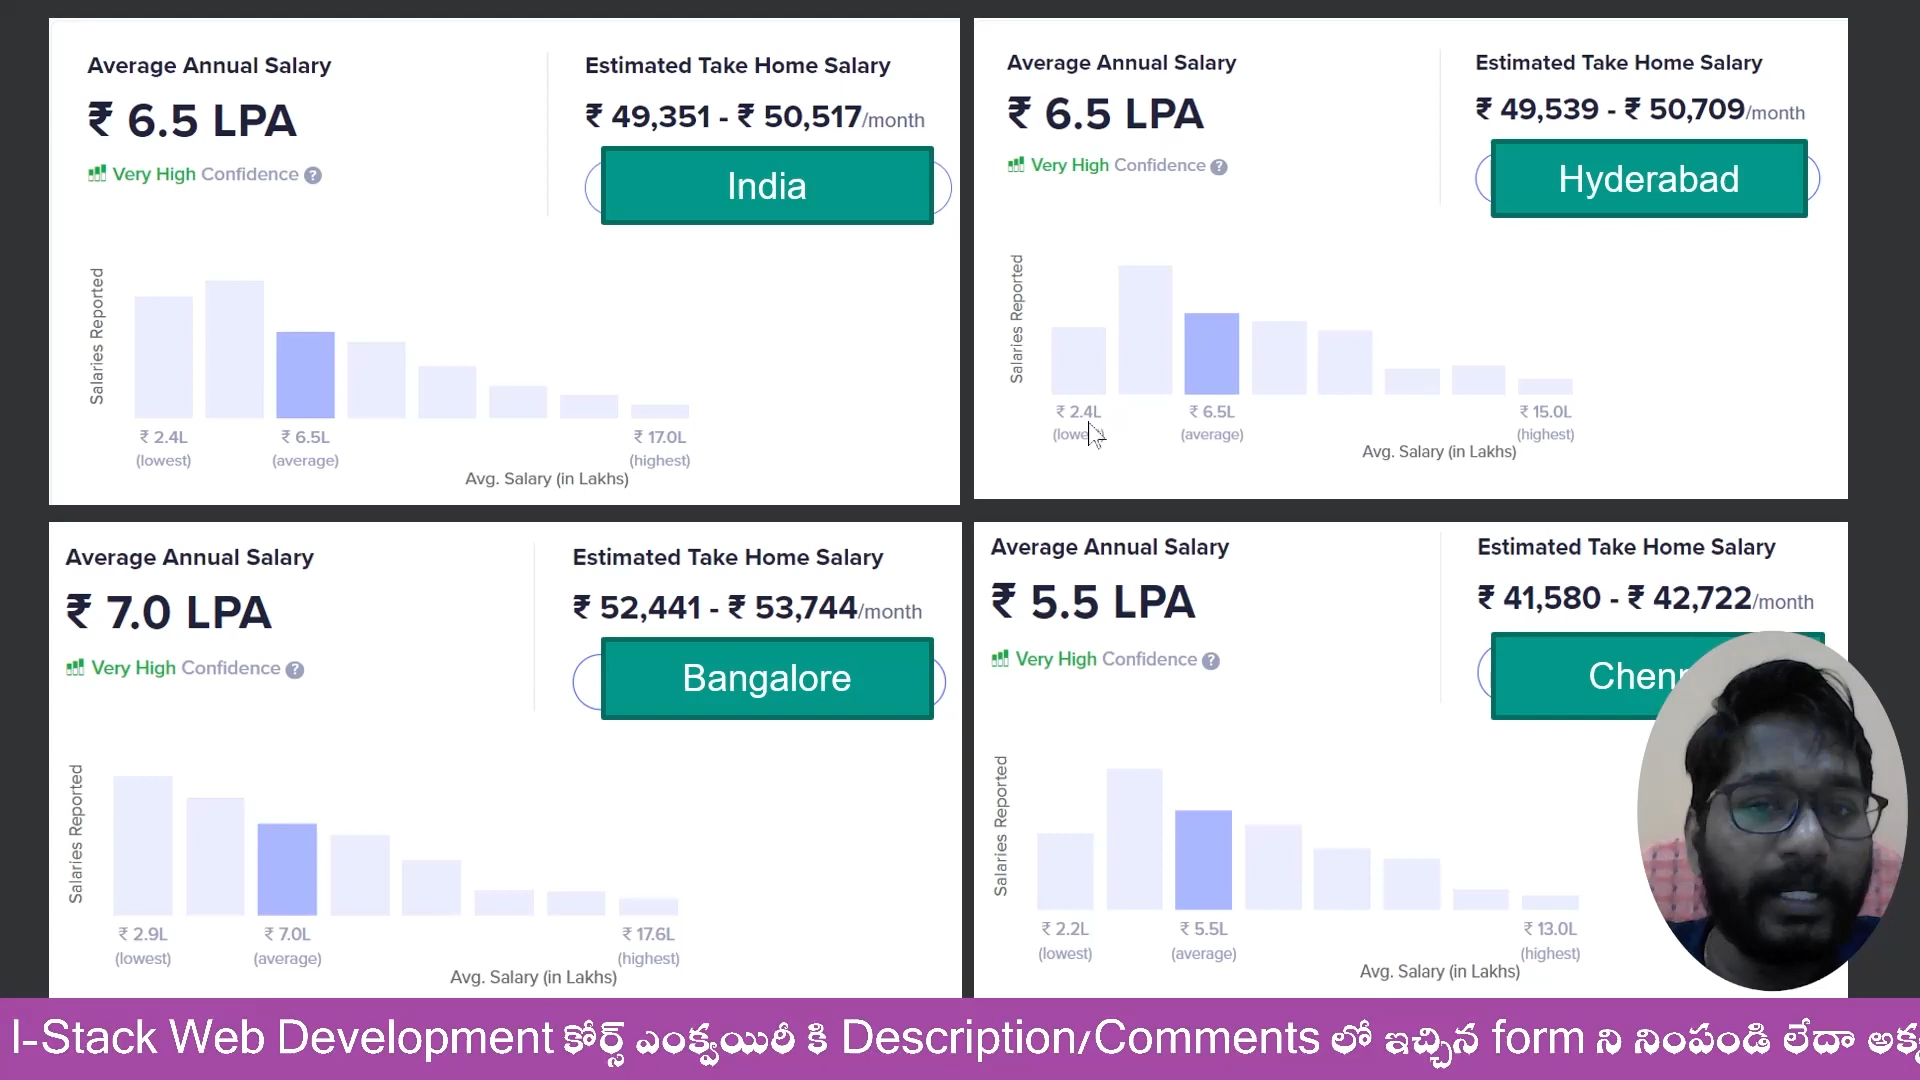 Average Annual Salary
₹ 6.5 LPA
Very High Confidence ?
Estimated Take Home Salary
₹ 49,351 - ₹ 50,517/month
India
Salaries Reported
₹ 2.4L
(lowest)
₹ 6.5L
(average)
₹ 17.0L
(highest)
Avg. Salary (in Lakhs)
Average Annual Salary
₹ 6.5 LPA
Very High Confidence ?
Estimated Take Home Salary
₹ 49,539 - ₹ 50,709/month
Hyderabad
Salaries Reported
₹ 2.4L
(lowe
₹ 6.5L
(average)
₹ 15.0L
(highest)
Avg. Salary (in Lakhs)
Average Annual Salary
₹ 7.0 LPA
Very High Confidence ?
Estimated Take Home Salary
₹ 52,441 - ₹ 53,744/month
Bangalore
Salaries Reported
₹ 2.9L
(lowest)
₹ 7.0L
(average)
₹ 17.6L
(highest)
Avg. Salary (in Lakhs)
Average Annual Salary
₹ 5.5 LPA
Very High Confidence ?
Estimated Take Home Salary
₹ 41,580 - ₹ 42,722/month
Chen
Salaries Reported
₹ 2.2L
(lowest)
₹ 5.5L
(average)
₹ 13.0L
(highest)
Avg. Salary (in Lakhs)
l-Stack Web Development కోర్స్ ఎంక్వయిరీ కి Description/Comments లో ఇచ్చిన form ని నింపండి లేదా